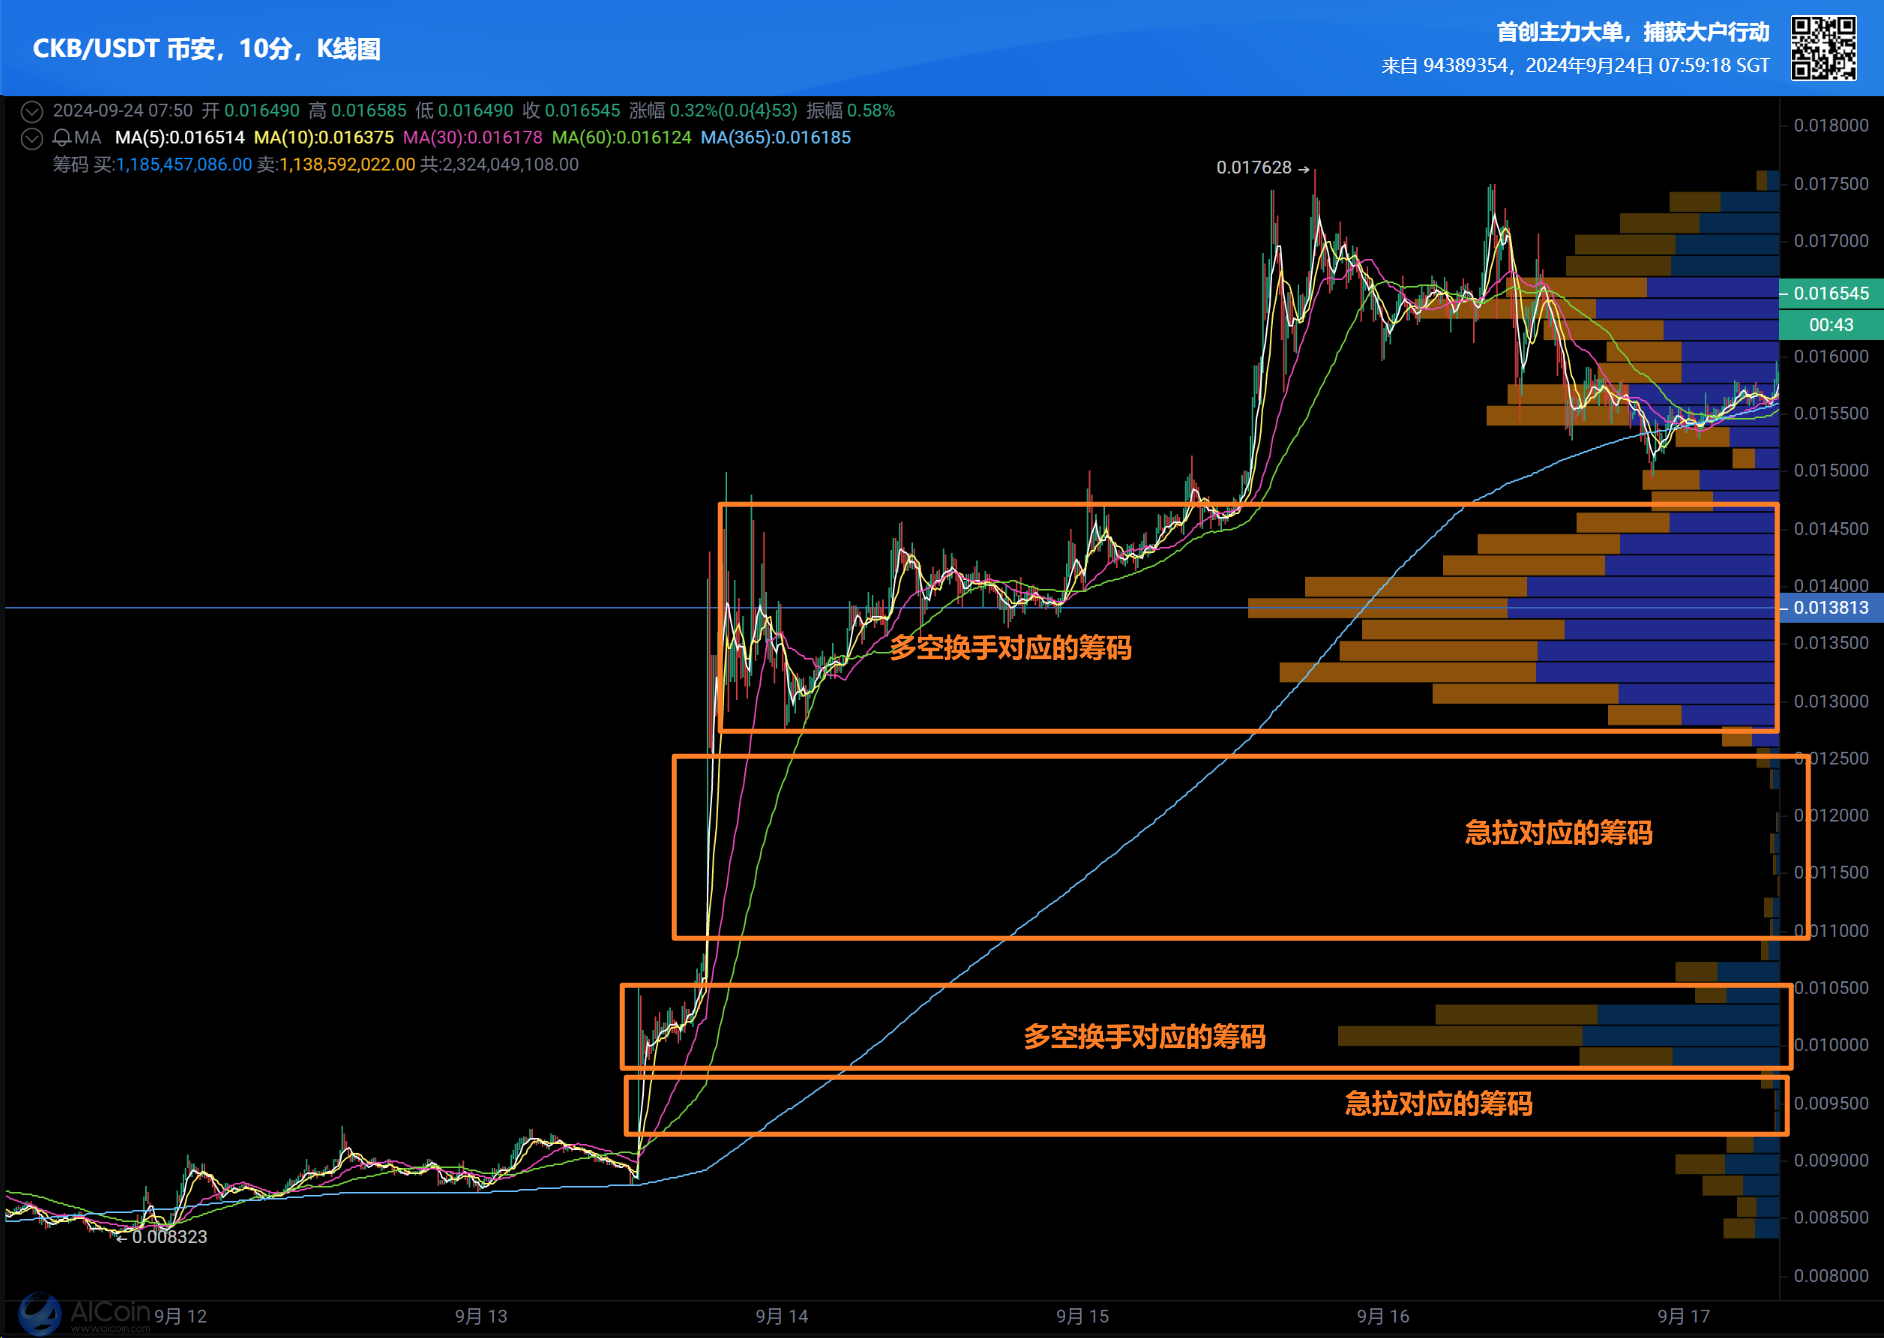 CKB/USDT 币安，10分，K线图
首创主力大单，捕获大户行动
来自 94389354，2024年9月24日 07:59:18 SGT
2024-09-24 07:50 开 0.016490 高 0.016585 低 0.016490 收 0.016545 涨幅 0.32%(0.0{4}53) 振幅 0.58%
MA MA(5):0.016514 MA(10):0.016375 MA(30):0.016178 MA(60):0.016124 MA(365):0.016185
筹码 买:1,185,457,086.00 卖:1,138,592,022.00 共:2,324,049,108.00
0.018000
0.017628
0.017500
0.017000
0.016545
00:43
0.016000
0.015500
0.015000
0.014500
0.014000
0.013813
0.013500
多空换手对应的筹码
0.013000
0.012500
0.012000
急拉对应的筹码
0.011500
0.011000
0.010500
多空换手对应的筹码
0.010000
急拉对应的筹码
0.009500
0.009000
0.008500
0.008323
0.008000
AICoin
www.aicoin.com
9月 12
9月 13
9月 14
9月 15
9月 16
9月 17